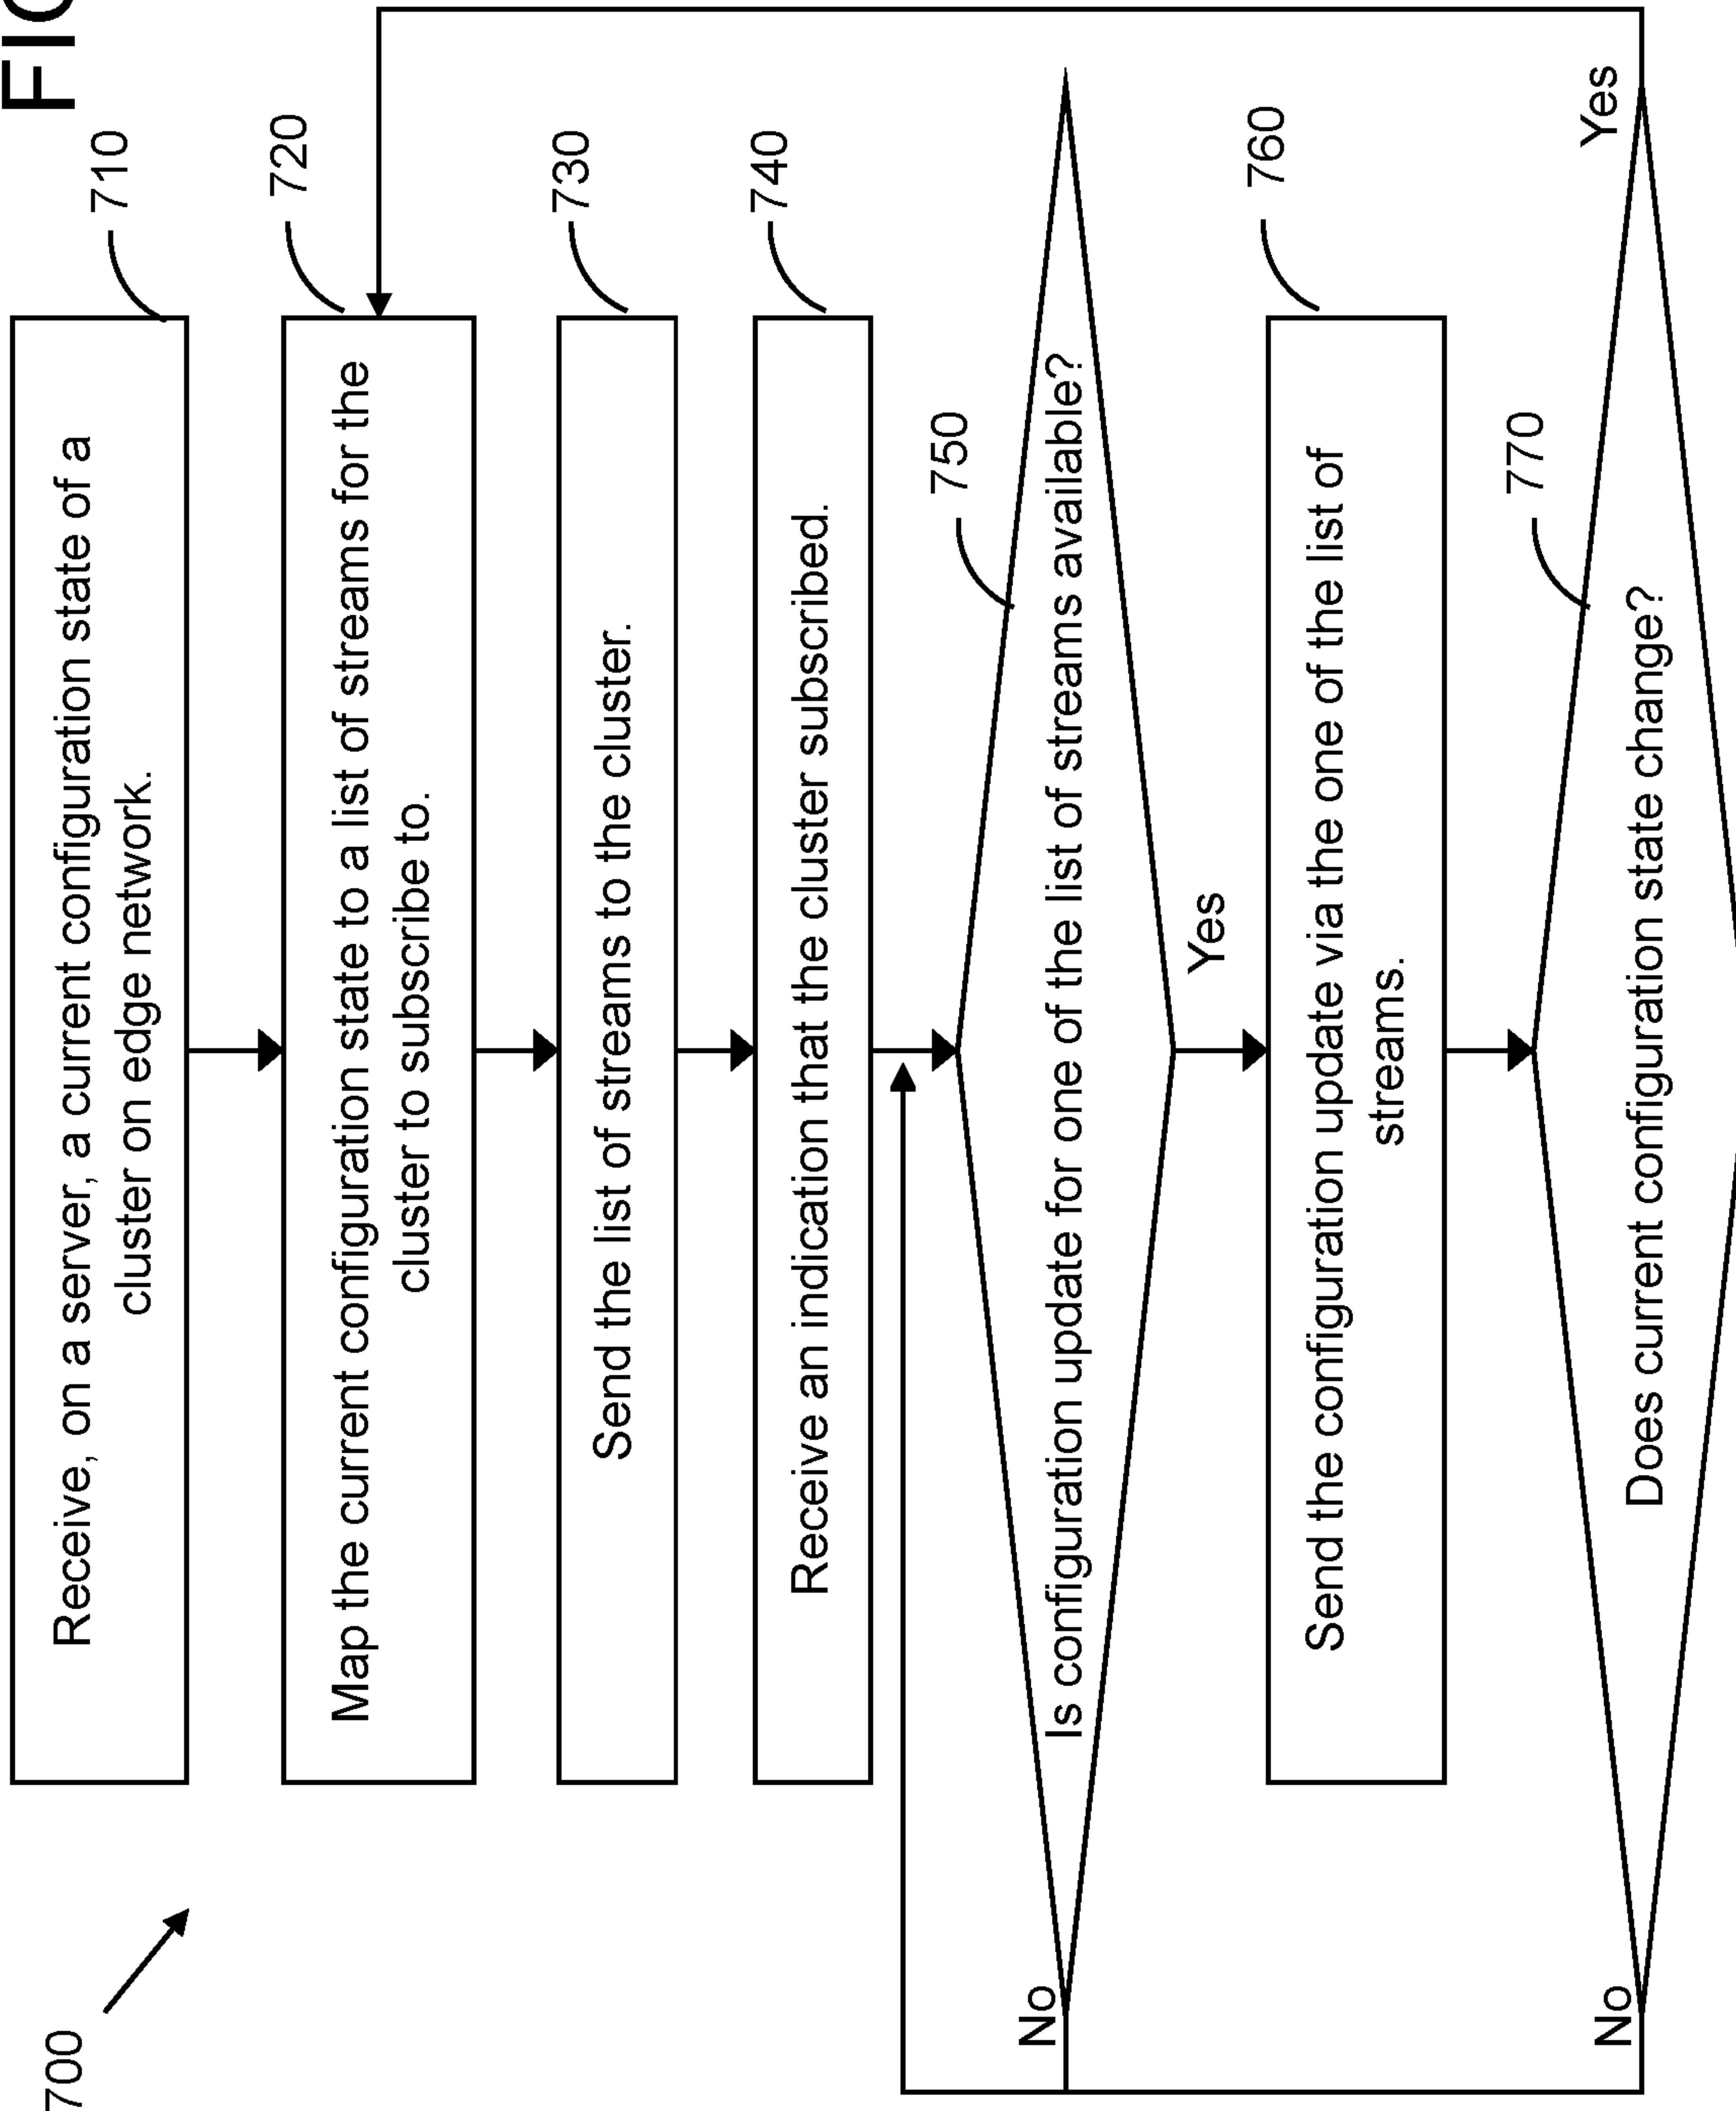 FIG
700
710
Receive, on a server, a current configuration state of a
cluster on edge network.
720
Map the current configuration state to a list of streams for the
cluster to subscribe to.
730
Send the list of streams to the cluster.
740
Receive an indication that the cluster subscribed.
750
Is configuration update for one of the list of streams available?
No
Yes
760
Send the configuration update via the one of the list of
streams.
770
Does current configuration state change?
No
Yes